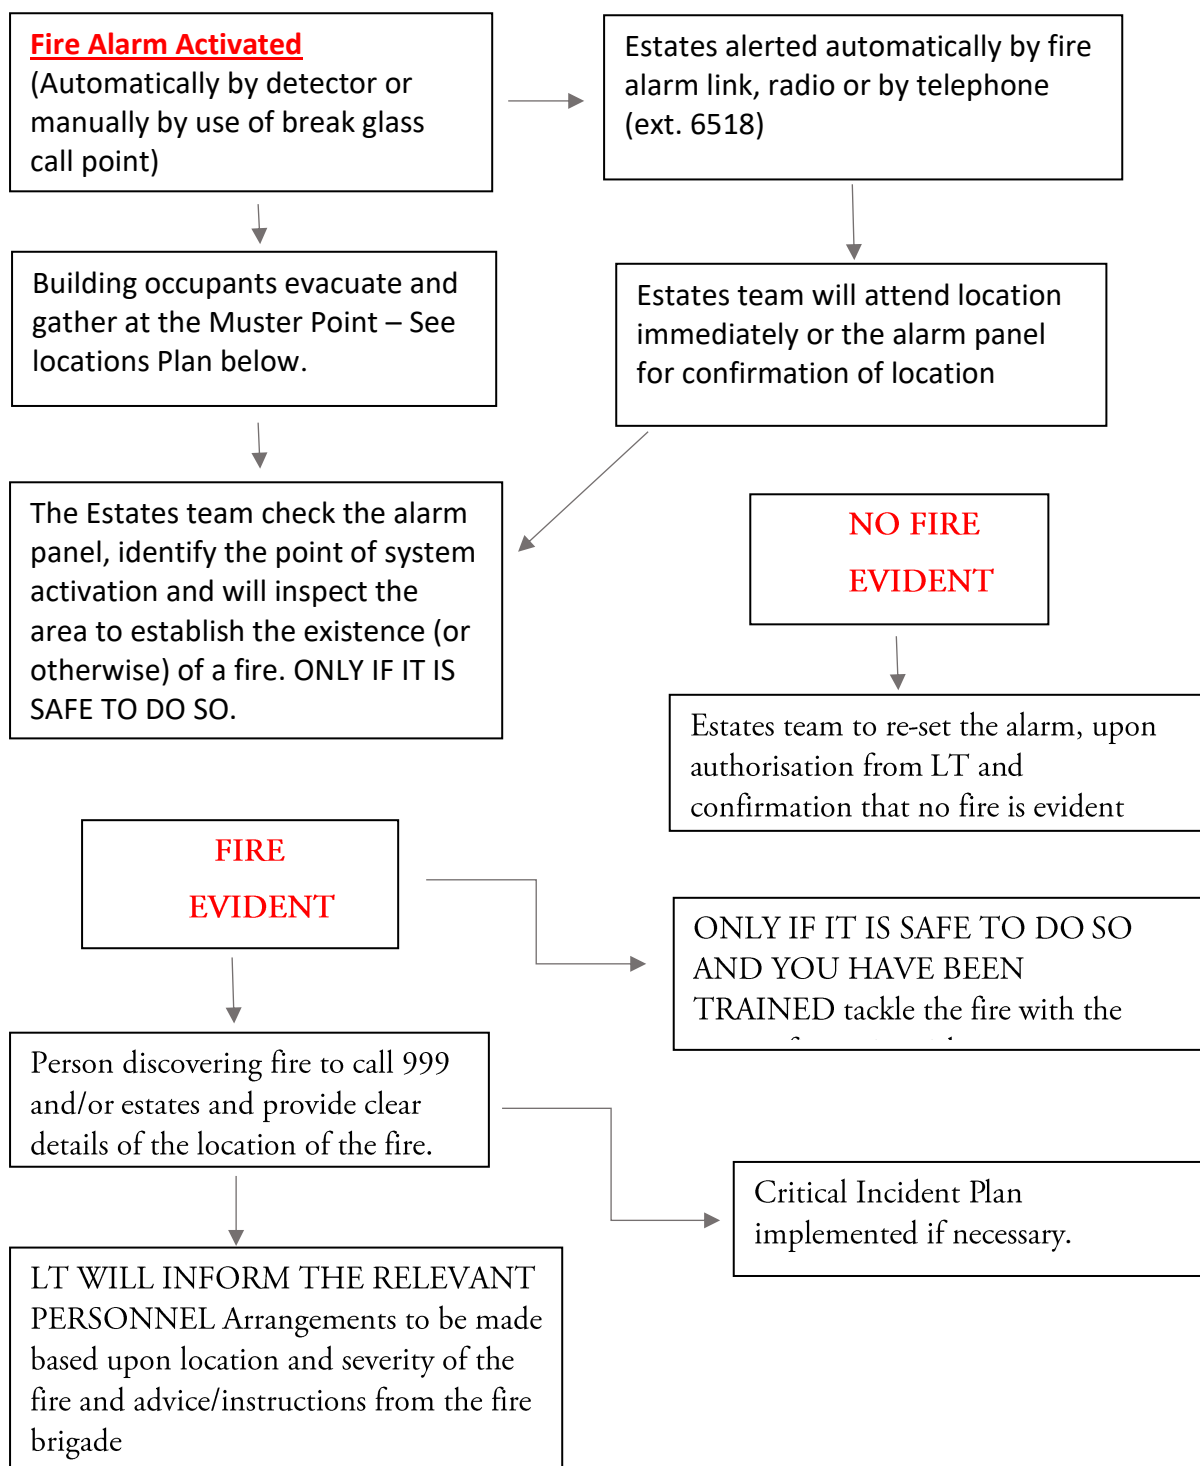 Fire Alarm Activated
(Automatically by detector or
manually by use of break glass
call point)
Estates alerted automatically by fire
alarm link, radio or by telephone
(ext. 6518)
Building occupants evacuate and
gather at the Muster Point – See
locations Plan below.
Estates team will attend location
immediately or the alarm panel
for confirmation of location
The Estates team check the alarm
panel, identify the point of system
activation and will inspect the
area to establish the existence (or
otherwise) of a fire. ONLY IF IT IS
SAFE TO DO SO.
NO FIRE
EVIDENT
Estates team to re-set the alarm, upon
authorisation from LT and
confirmation that no fire is evident
FIRE
EVIDENT
ONLY IF IT IS SAFE TO DO SO
AND YOU HAVE BEEN
TRAINED tackle the fire with the
Person discovering fire to call 999
and/or estates and provide clear
details of the location of the fire.
Critical Incident Plan
implemented if necessary.
LT WILL INFORM THE RELEVANT
PERSONNEL Arrangements to be made
based upon location and severity of the
fire and advice/instructions from the fire
brigade